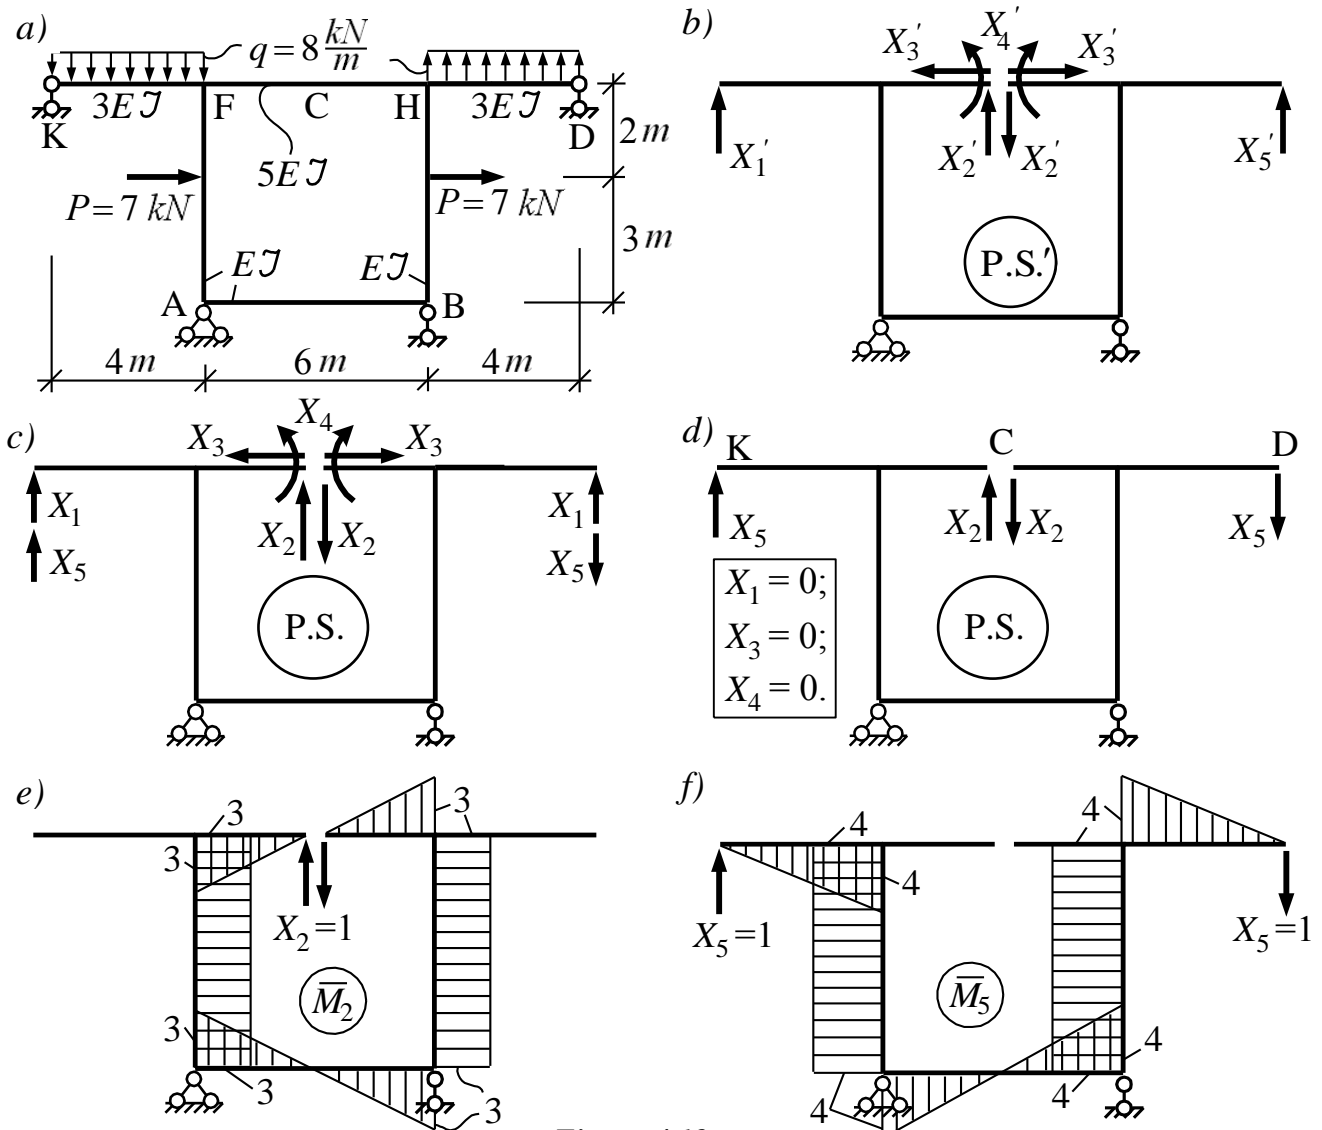 a)
q = 8 kN/m
K
3EJ
F
C
H
3EJ
D
5EJ
P = 7 kN
P = 7 kN
EJ
EJ
A
B
2 m
3 m
4 m
6 m
4 m
b)
X₄'
X₃'
X₃'
X₁'
X₂'
X₂'
X₅'
P.S.'
c)
X₄
X₃
X₃
X₁
X₅
X₂
X₂
X₁
X₅
P.S.
d)
K
C
D
X₅
X₂
X₂
X₅
X₁ = 0;
X₃ = 0;
X₄ = 0.
P.S.
e)
3
3
3
X₂=1
M̅₂
3
3
3
3
f)
4
4
4
4
X₅=1
X₅=1
M̅₅
4
4
4